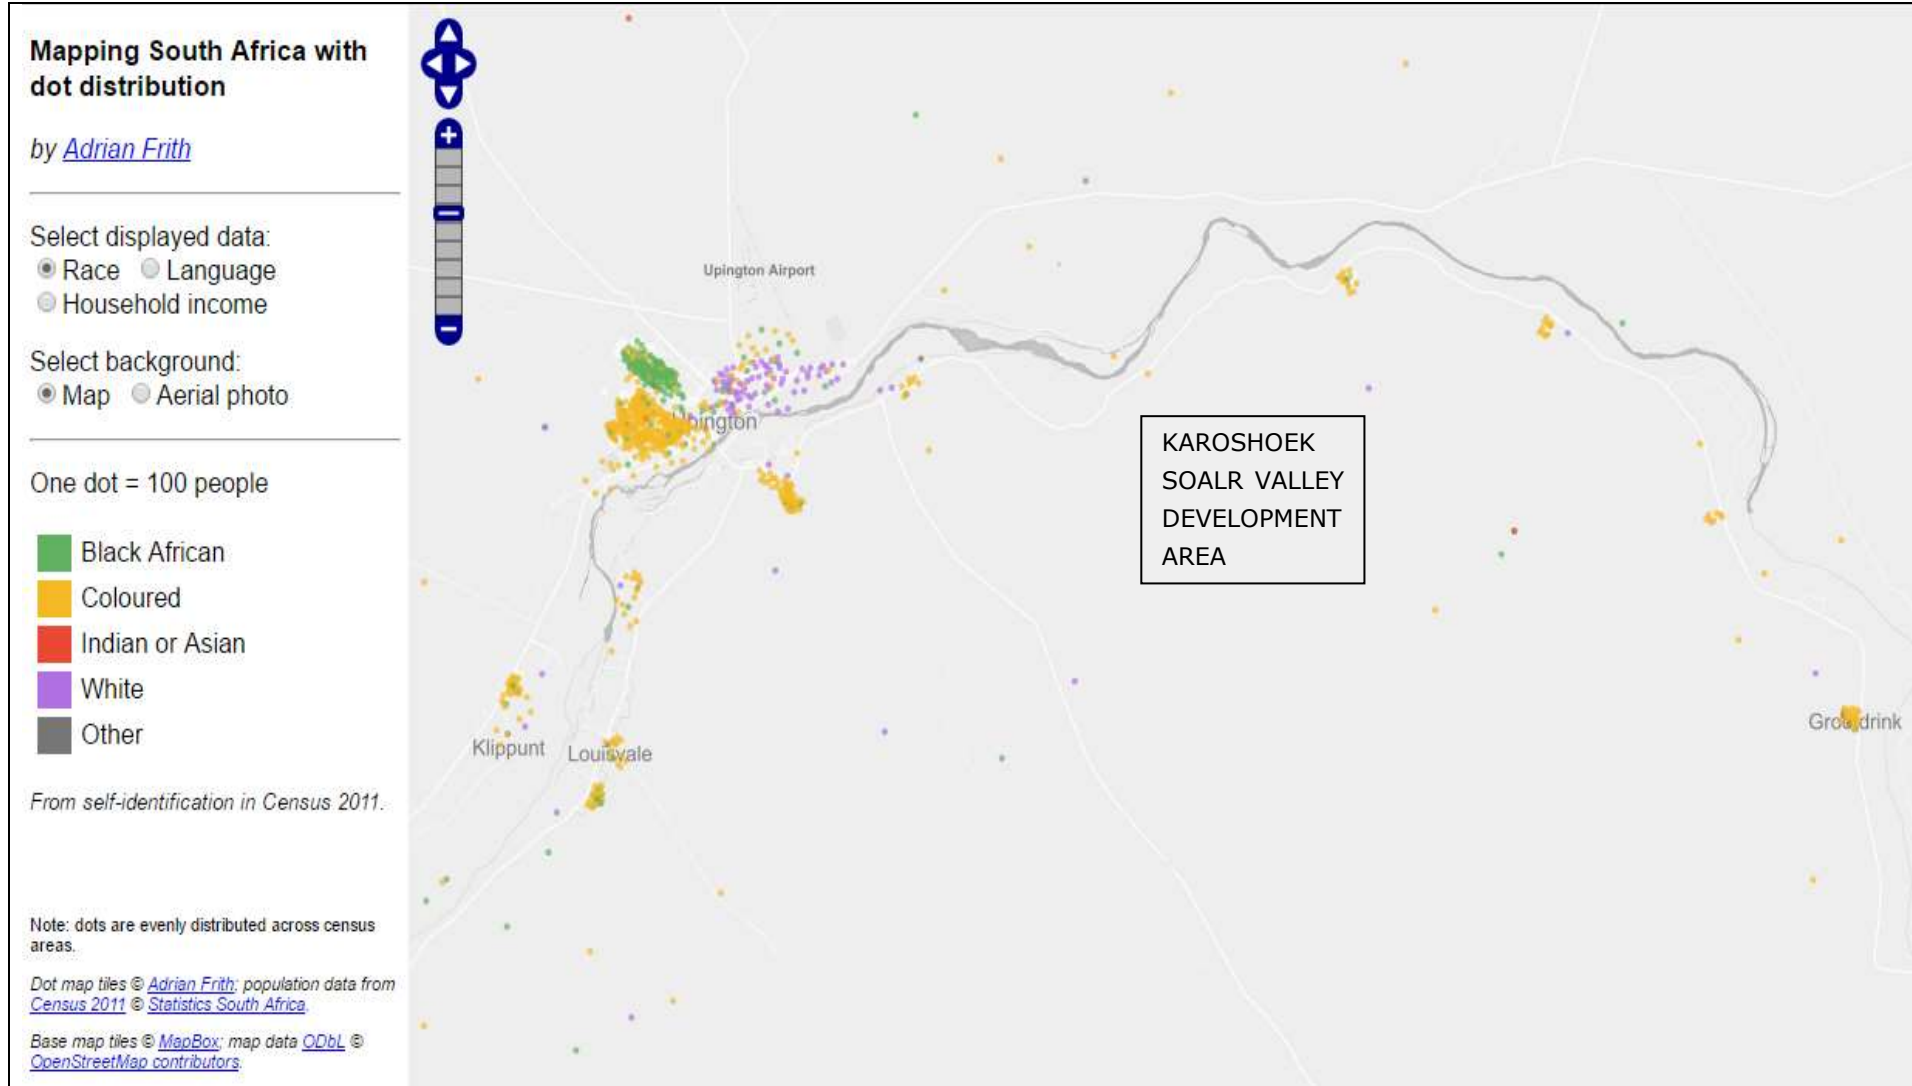 Mapping South Africa with
dot distribution
by Adrian Frith
Select displayed data:
Race Language
Household income
Select background:
Map Aerial photo
One dot = 100 people
Black African
Coloured
Indian or Asian
White
Other
From self-identification in Census 2011.
Note: dots are evenly distributed across census
areas.
Dot map tiles © Adrian Frith; population data from
Census 2011 © Statistics South Africa.
Base map tiles © MapBox; map data ODbL ©
OpenStreetMap contributors.
Upington Airport
Upington
KAROSHOEK
SOALR VALLEY
DEVELOPMENT
AREA
Klippunt
Louisvale
Grootdrink